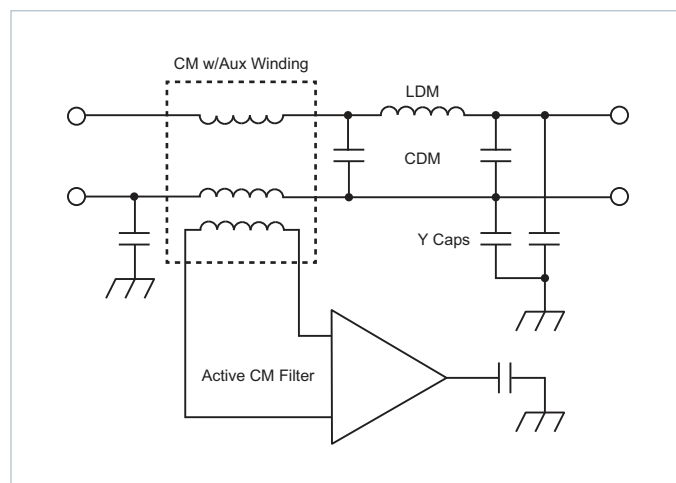 CM w/Aux Winding
LDM
CDM
Y Caps
Active CM Filter